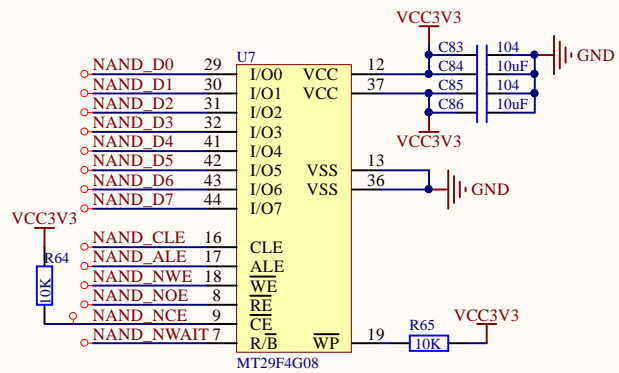 VCC3V3
U7
C83 104
NAND_D0 29 I/O0 VCC 12 C84 10uF GND
NAND_D1 30 I/O1 VCC 37 C85 104
NAND_D2 31 I/O2 C86 10uF
NAND_D3 32 I/O3 VCC3V3
NAND_D4 41 I/O4
NAND_D5 42 I/O5 VSS 13
NAND_D6 43 I/O6 VSS 36 GND
NAND_D7 44 I/O7
VCC3V3
NAND_CLE 16 CLE
R64 NAND_ALE 17 ALE
10K NAND_NWE 18 WE
NAND_NOE 8 RE
NAND_NCE 9 CE VCC3V3
NAND_NWAIT 7 R/B WP 19 R65 10K
MT29F4G08